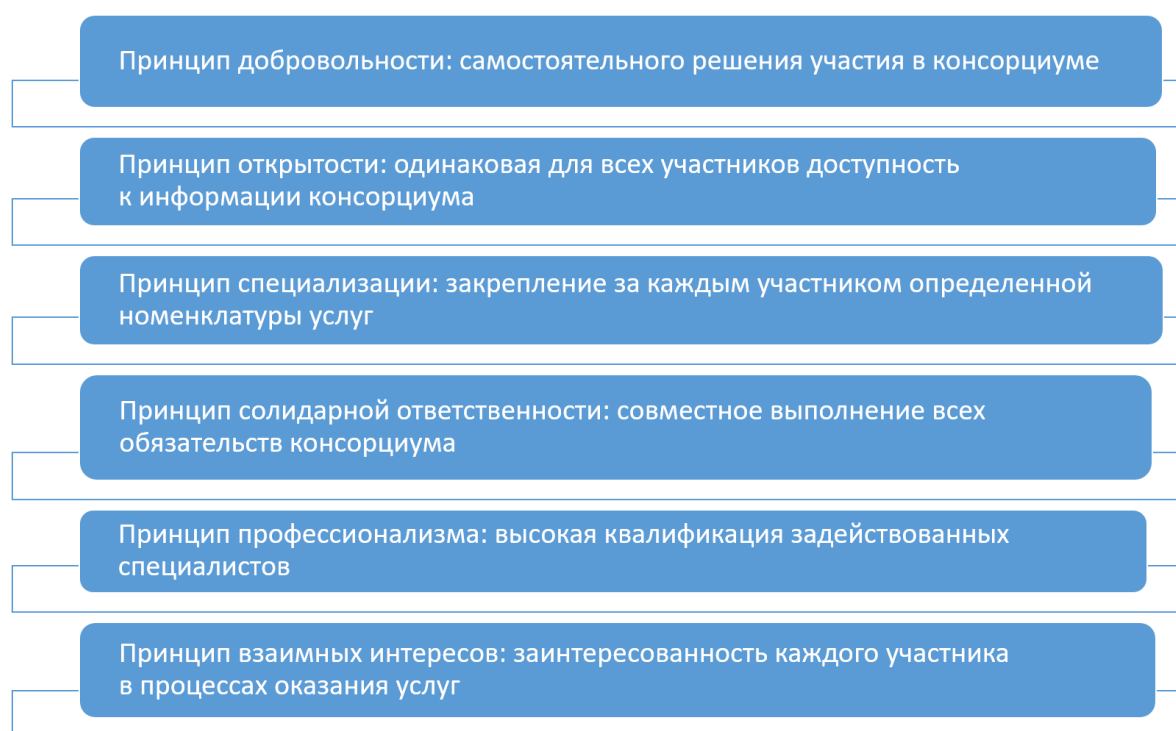 Принцип добровольности: самостоятельного решения участия в консорциуме
Принцип открытости: одинаковая для всех участников доступность
к информации консорциума
Принцип специализации: закрепление за каждым участником определенной
номенклатуры услуг
Принцип солидарной ответственности: совместное выполнение всех
обязательств консорциума
Принцип профессионализма: высокая квалификация задействованных
специалистов
Принцип взаимных интересов: заинтересованность каждого участника
в процессах оказания услуг